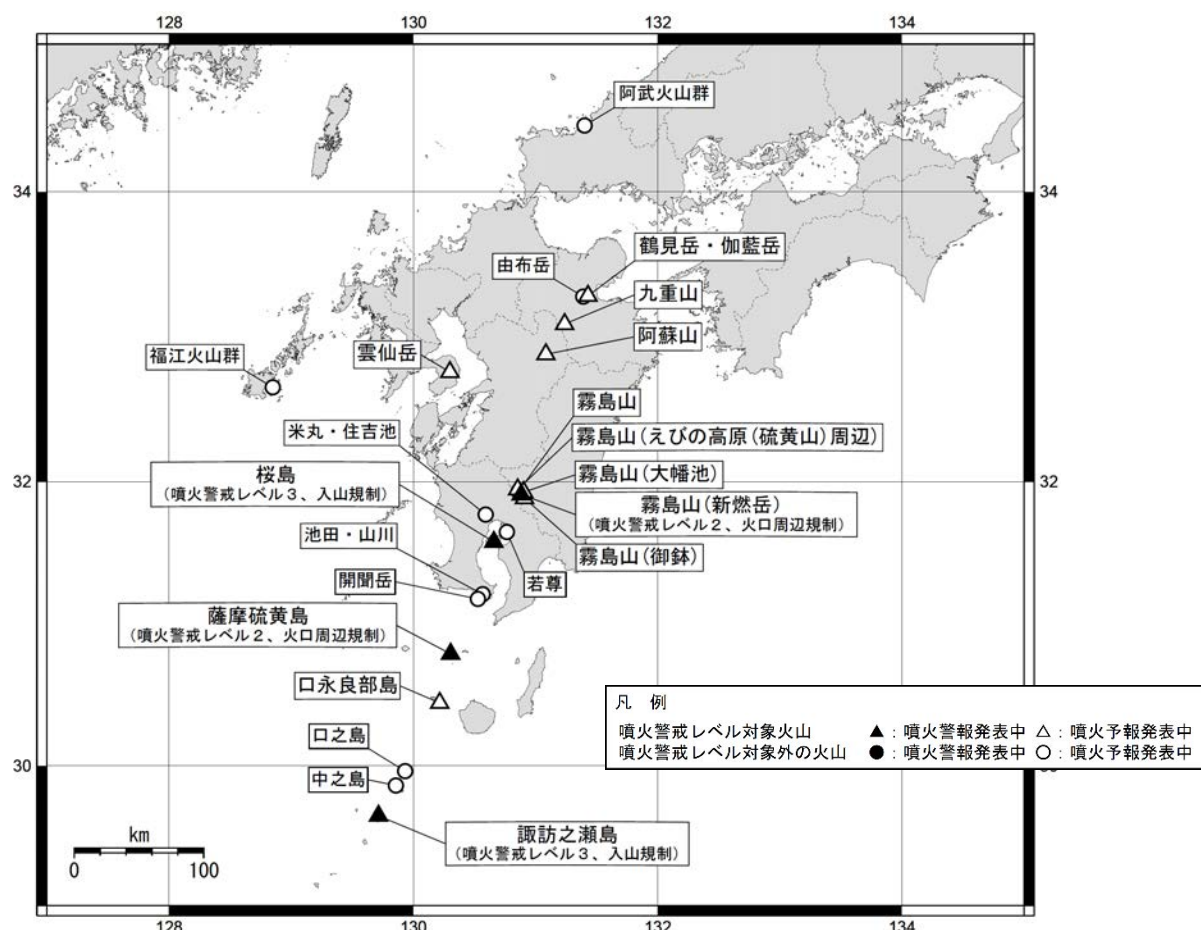 128
130
132
134
阿武火山群
34
34
鶴見岳・伽藍岳
由布岳
九重山
阿蘇山
雲仙岳
福江火山群
霧島山
米丸・住吉池
霧島山(えびの高原(硫黄山)周辺)
桜島
(噴火警戒レベル3、入山規制)
霧島山(大幡池)
32
32
霧島山(新燃岳)
(噴火警戒レベル2、火口周辺規制)
池田・山川
霧島山(御鉢)
開聞岳
若尊
薩摩硫黄島
(噴火警戒レベル2、火口周辺規制)
口永良部島
凡 例
噴火警戒レベル対象火山 ▲:噴火警報発表中 △:噴火予報発表中
噴火警戒レベル対象外の火山 ●:噴火警報発表中 ○:噴火予報発表中
口之島
30
中之島
諏訪之瀬島
(噴火警戒レベル3、入山規制)
km
0 100
128
130
132
134